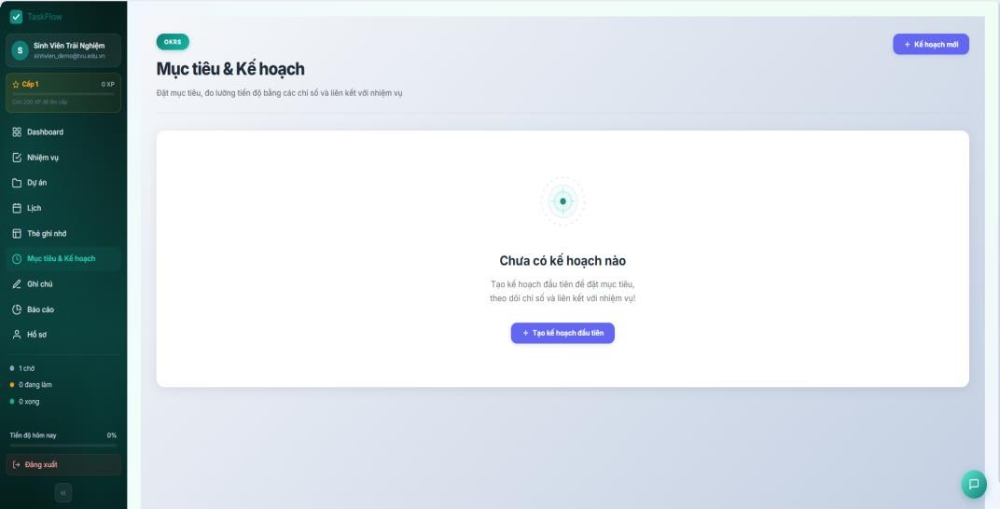 TaskFlow
S
Sinh Viên Trải Nghiệm
sinhvien_demo@tvu.edu.vn
Cấp 1
0 XP
Còn 200 XP để lên cấp
Dashboard
Nhiệm vụ
Dự án
Lịch
Thẻ ghi nhớ
Mục tiêu & Kế hoạch
Ghi chú
Báo cáo
Hồ sơ
1 chờ
0 đang làm
0 xong
Tiến độ hôm nay
0%
Đăng xuất
«
OKRS
Mục tiêu & Kế hoạch
Đặt mục tiêu, đo lường tiến độ bằng các chỉ số và liên kết với nhiệm vụ
+ Kế hoạch mới
Chưa có kế hoạch nào
Tạo kế hoạch đầu tiên để đặt mục tiêu,
theo dõi chỉ số và liên kết với nhiệm vụ!
+ Tạo kế hoạch đầu tiên